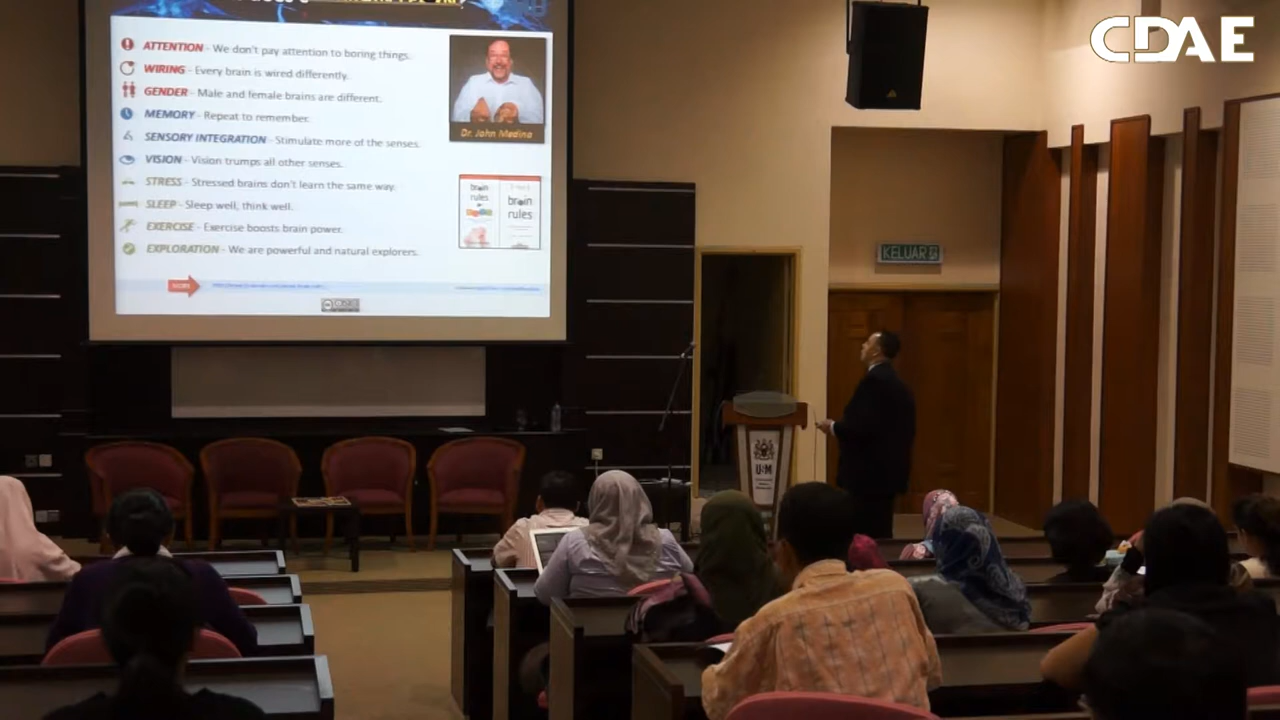 CDAE
ATTENTION - We don't pay attention to boring things.
WIRING - Every brain is wired differently.
GENDER - Male and female brains are different.
MEMORY - Repeat to remember.
SENSORY INTEGRATION - Stimulate more of the senses.
VISION - Vision trumps all other senses.
STRESS - Stressed brains don't learn the same way.
SLEEP - Sleep well, think well.
EXERCISE - Exercise boosts brain power.
EXPLORATION - We are powerful and natural explorers.
Dr. John Medina
brain
rules
brain
rules
KELUAR